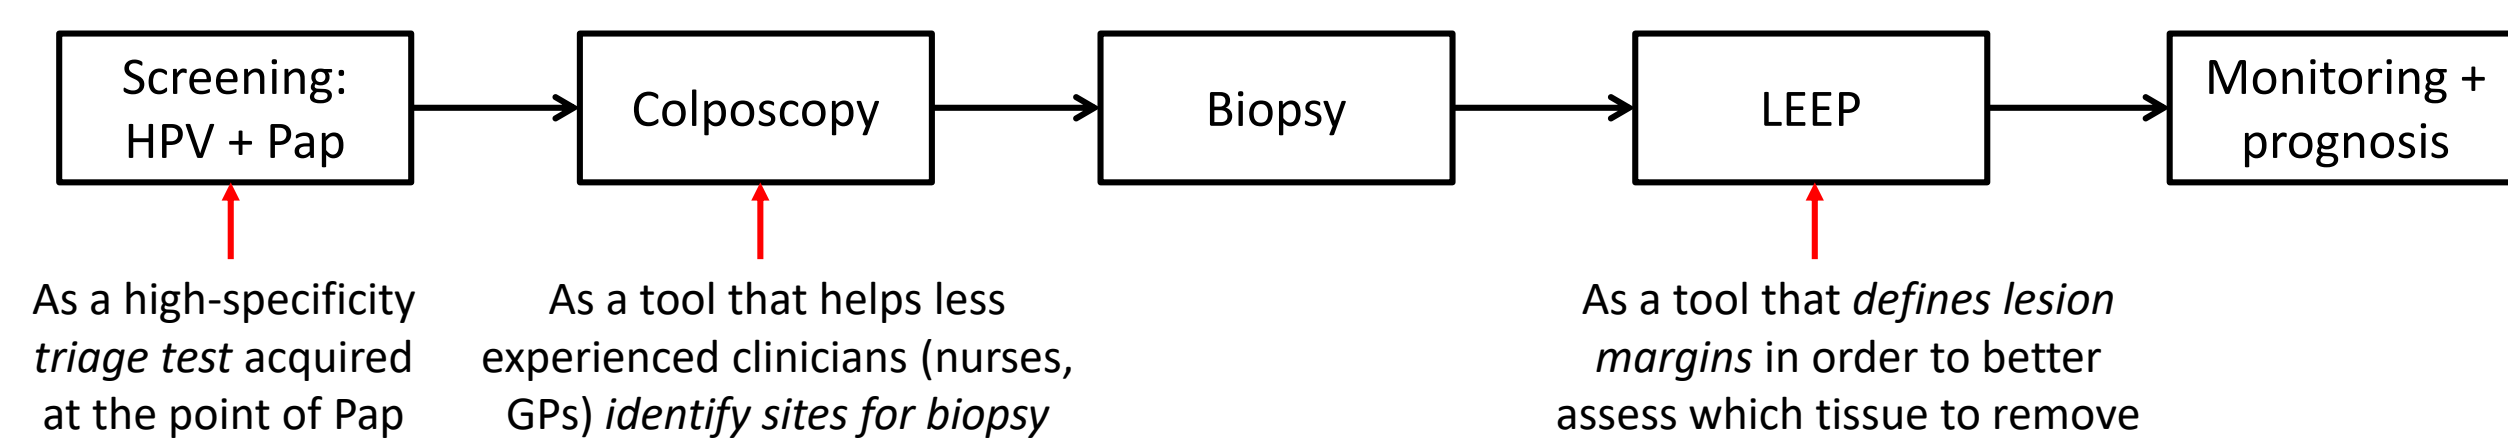 Screening:
HPV + Pap
Colposcopy
Biopsy
LEEP
Monitoring +
prognosis
As a high-specificity
triage test acquired
at the point of Pap
As a tool that helps less
experienced clinicians (nurses,
GPs) identify sites for biopsy
As a tool that defines lesion
margins in order to better
assess which tissue to remove